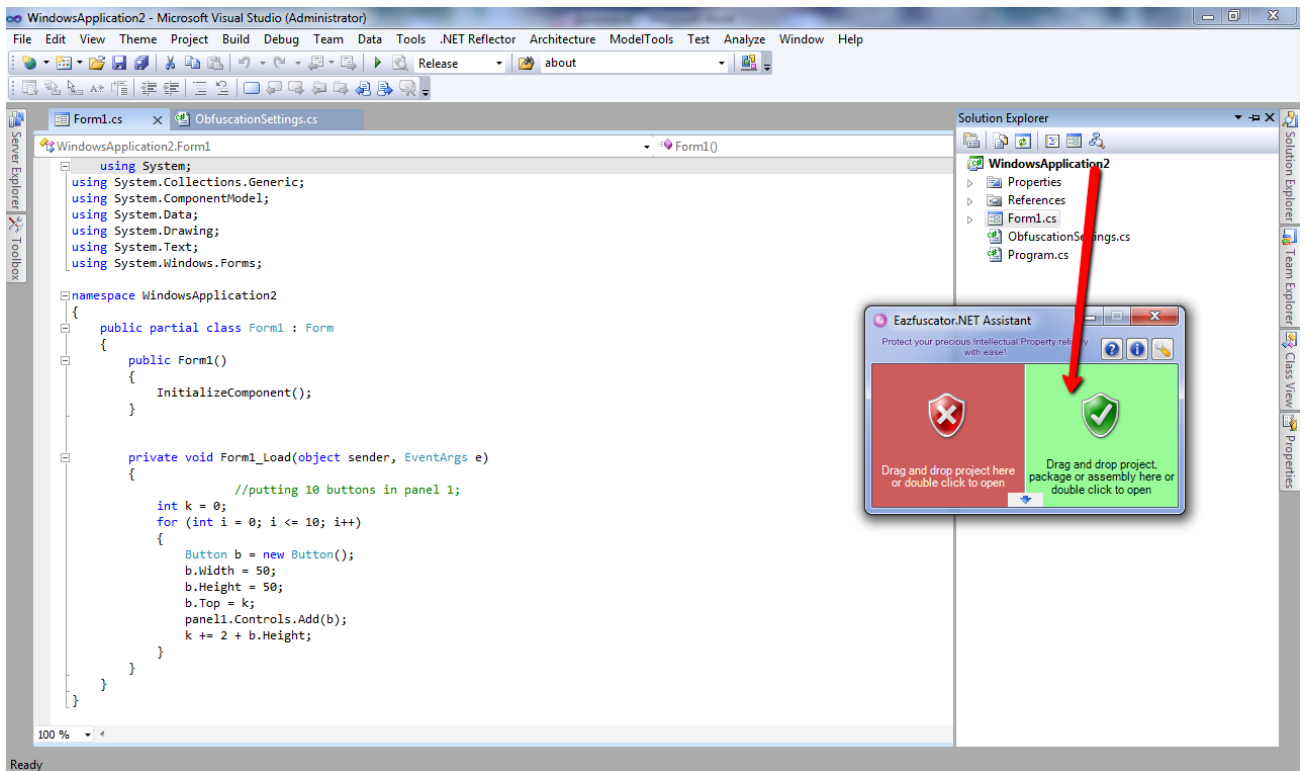 WindowsApplication2 - Microsoft Visual Studio (Administrator)
File Edit View Theme Project Build Debug Team Data Tools .NET Reflector Architecture ModelTools Test Analyze Window Help
Release about
Form1.cs ObfuscationSettings.cs
WindowsApplication2.Form1 Form1()
using System;
using System.Collections.Generic;
using System.ComponentModel;
using System.Data;
using System.Drawing;
using System.Text;
using System.Windows.Forms;
namespace WindowsApplication2
{
public partial class Form1 : Form
{
public Form1()
{
InitializeComponent();
}
private void Form1_Load(object sender, EventArgs e)
{
//putting 10 buttons in panel 1;
int k = 0;
for (int i = 0; i <= 10; i++)
{
Button b = new Button();
b.Width = 50;
b.Height = 50;
b.Top = k;
panel1.Controls.Add(b);
k += 2 + b.Height;
}
}
}
}
100 %
Ready
Server Explorer
Toolbox
Solution Explorer
WindowsApplication2
Properties
References
Form1.cs
ObfuscationSettings.cs
Program.cs
Eazfuscator.NET Assistant
Protect your precious Intellectual Property reliably
with ease!
Drag and drop project here
or double click to open
Drag and drop project,
package or assembly here or
double click to open
Solution Explorer
Team Explorer
Class View
Properties